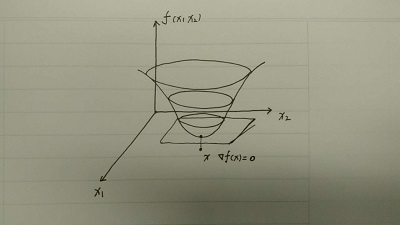 f(x₁ x₂)
x₂
x ∇f(x)=0
x₁